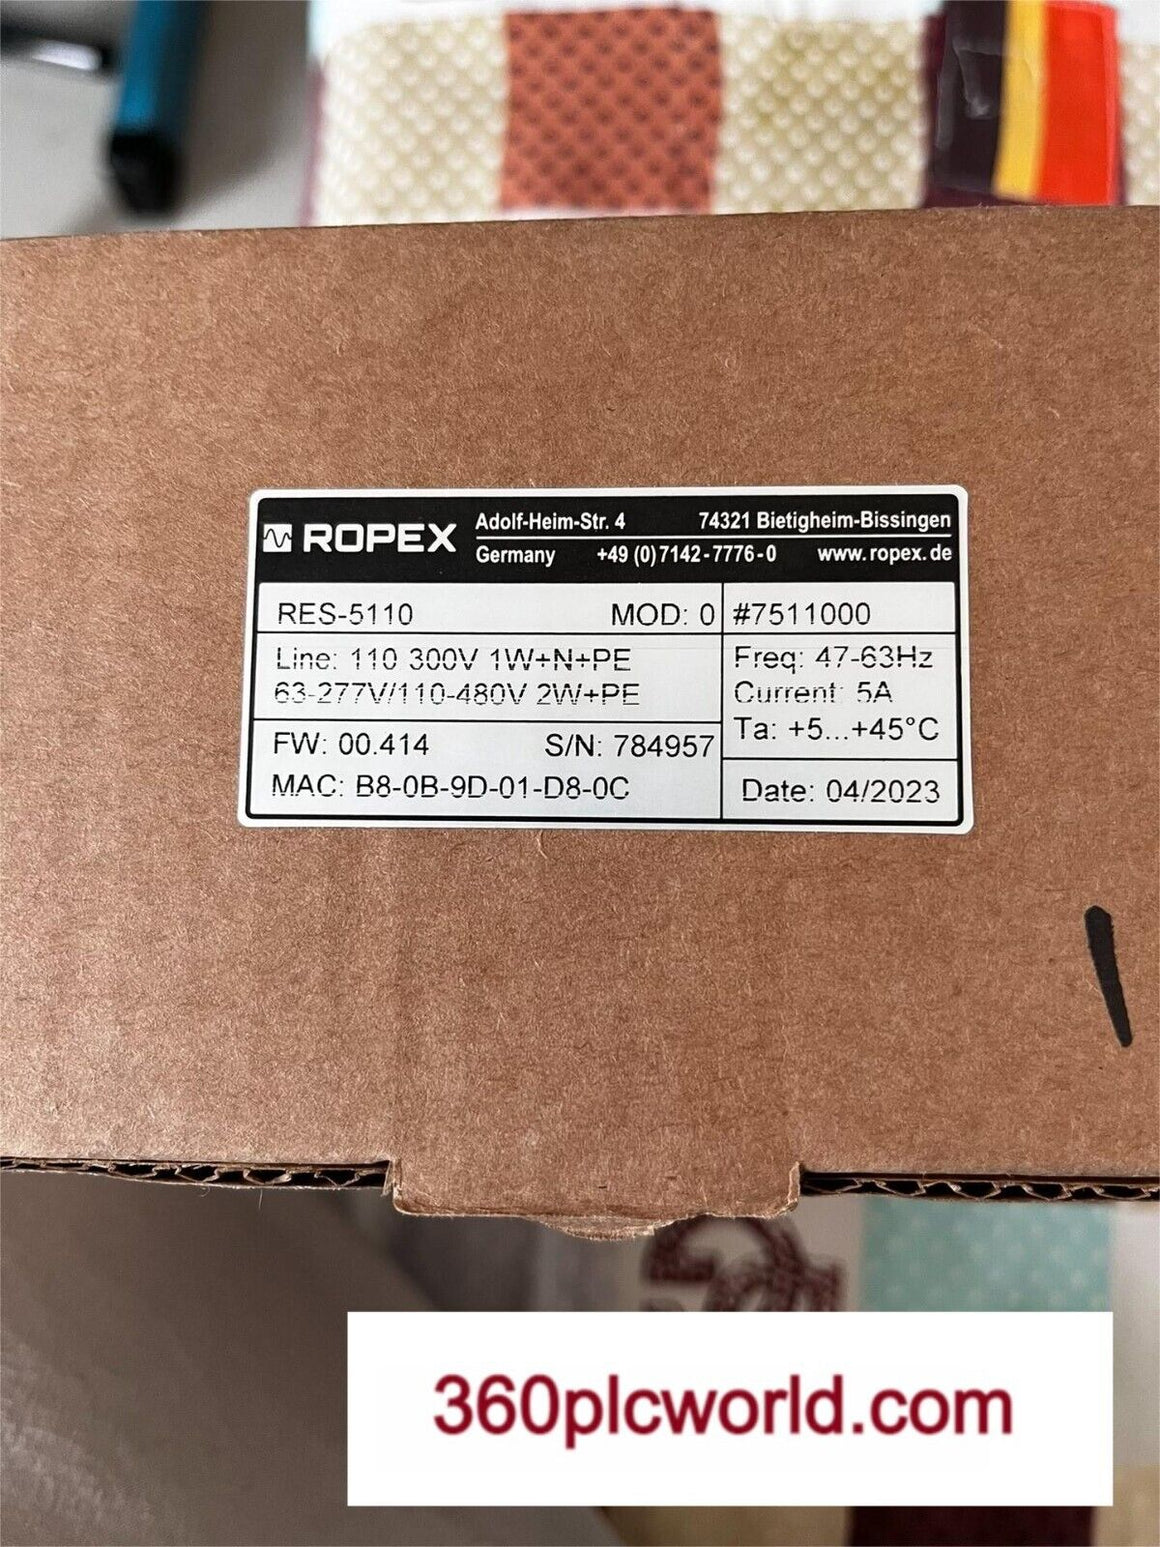 ROPEX
Adolf-Heim-Str. 4 74321 Bietigheim-Bissingen
Germany +49 (0)7142-7776-0 www.ropex.de
RES-5110 MOD: 0 #7511000
Line: 110 300V 1W+N+PE
63-277V/110-480V 2W+PE
Freq: 47-63Hz
Current: 5A
Ta: +5...+45°C
FW: 00.414 S/N: 784957
MAC: B8-0B-9D-01-D8-0C
Date: 04/2023
360plcworld.com